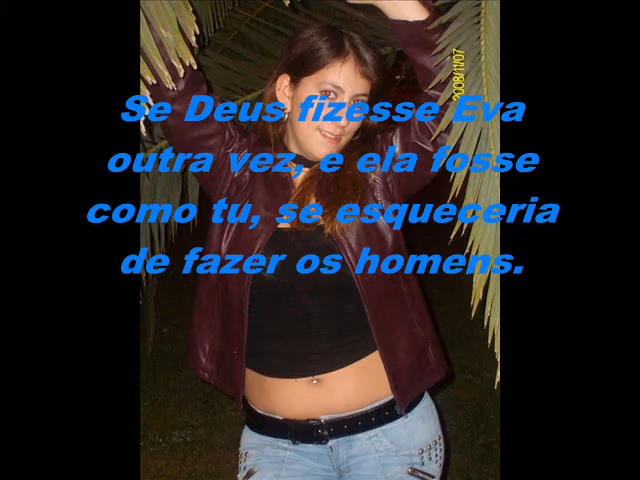 Se Deus fizesse Eva
outra vez, e ela fosse
como tu, se esqueceria
de fazer os homens.
2008/11/07